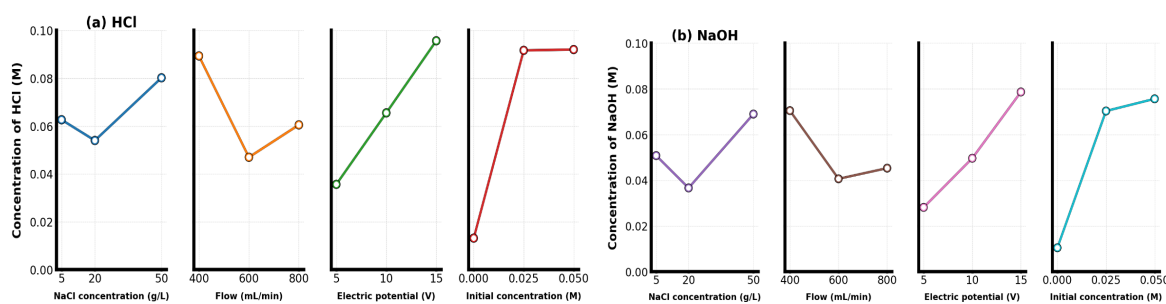 (a) HCl
Concentration of HCl (M)
0.10
0.08
0.06
0.04
0.02
0.00
5 20 50
NaCl concentration (g/L)
400 600 800
Flow (mL/min)
5 10 15
Electric potential (V)
0.000 0.025 0.050
Initial concentration (M)
(b) NaOH
Concentration of NaOH (M)
0.10
0.08
0.06
0.04
0.02
0.00
5 20 50
NaCl concentration (g/L)
400 600 800
Flow (mL/min)
5 10 15
Electric potential (V)
0.000 0.025 0.050
Initial concentration (M)